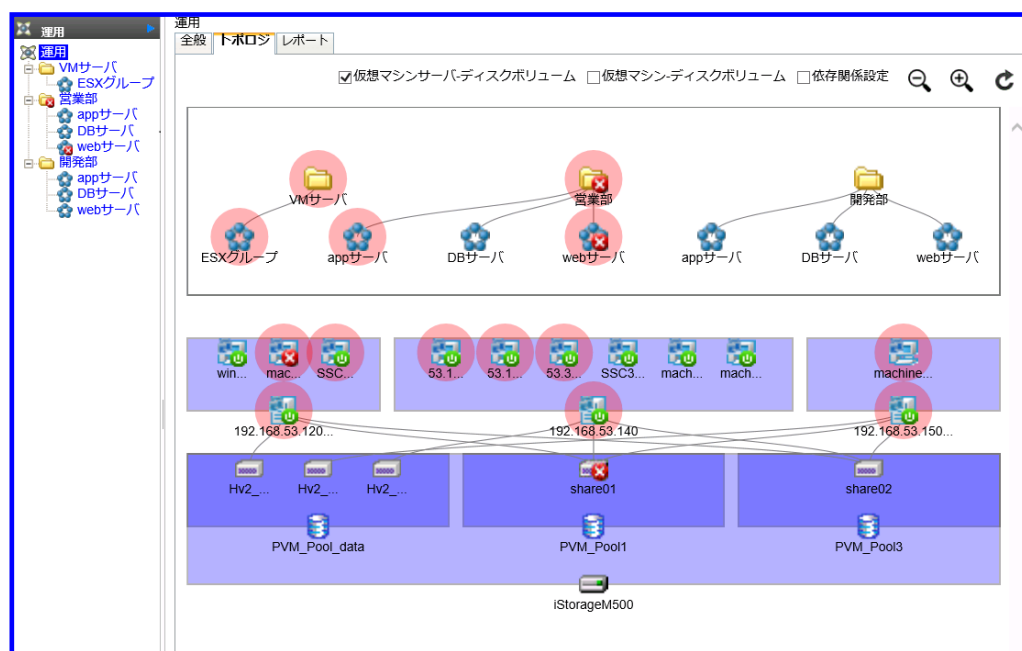 運用
運用
VMサーバ
ESXグループ
営業部
appサーバ
DBサーバ
webサーバ
開発部
appサーバ
DBサーバ
webサーバ
運用
全般 トポロジ レポート
仮想マシンサーバ-ディスクボリューム 仮想マシン-ディスクボリューム 依存関係設定
VMサーバ 営業部 開発部
ESXグループ appサーバ DBサーバ webサーバ appサーバ DBサーバ webサーバ
win... mac... SSC... 53.1... 53.1... 53.3... SSC3... mach... mach... machine...
192.168.53.120... 192.168.53.140 192.168.53.150...
Hv2_... Hv2_... Hv2_... share01 share02
PVM_Pool_data PVM_Pool1 PVM_Pool3
iStorageM500